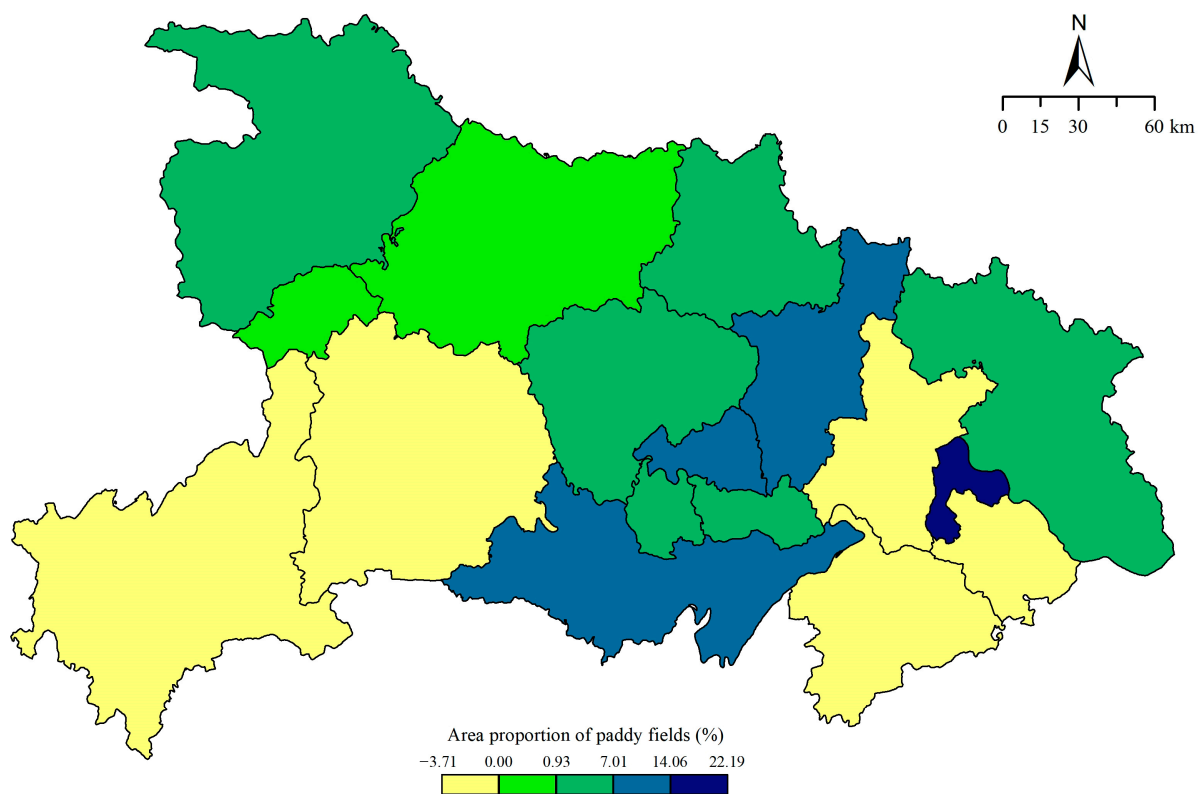 N
0 15 30 60 km
Area proportion of paddy fields (%)
−3.71 0.00 0.93 7.01 14.06 22.19